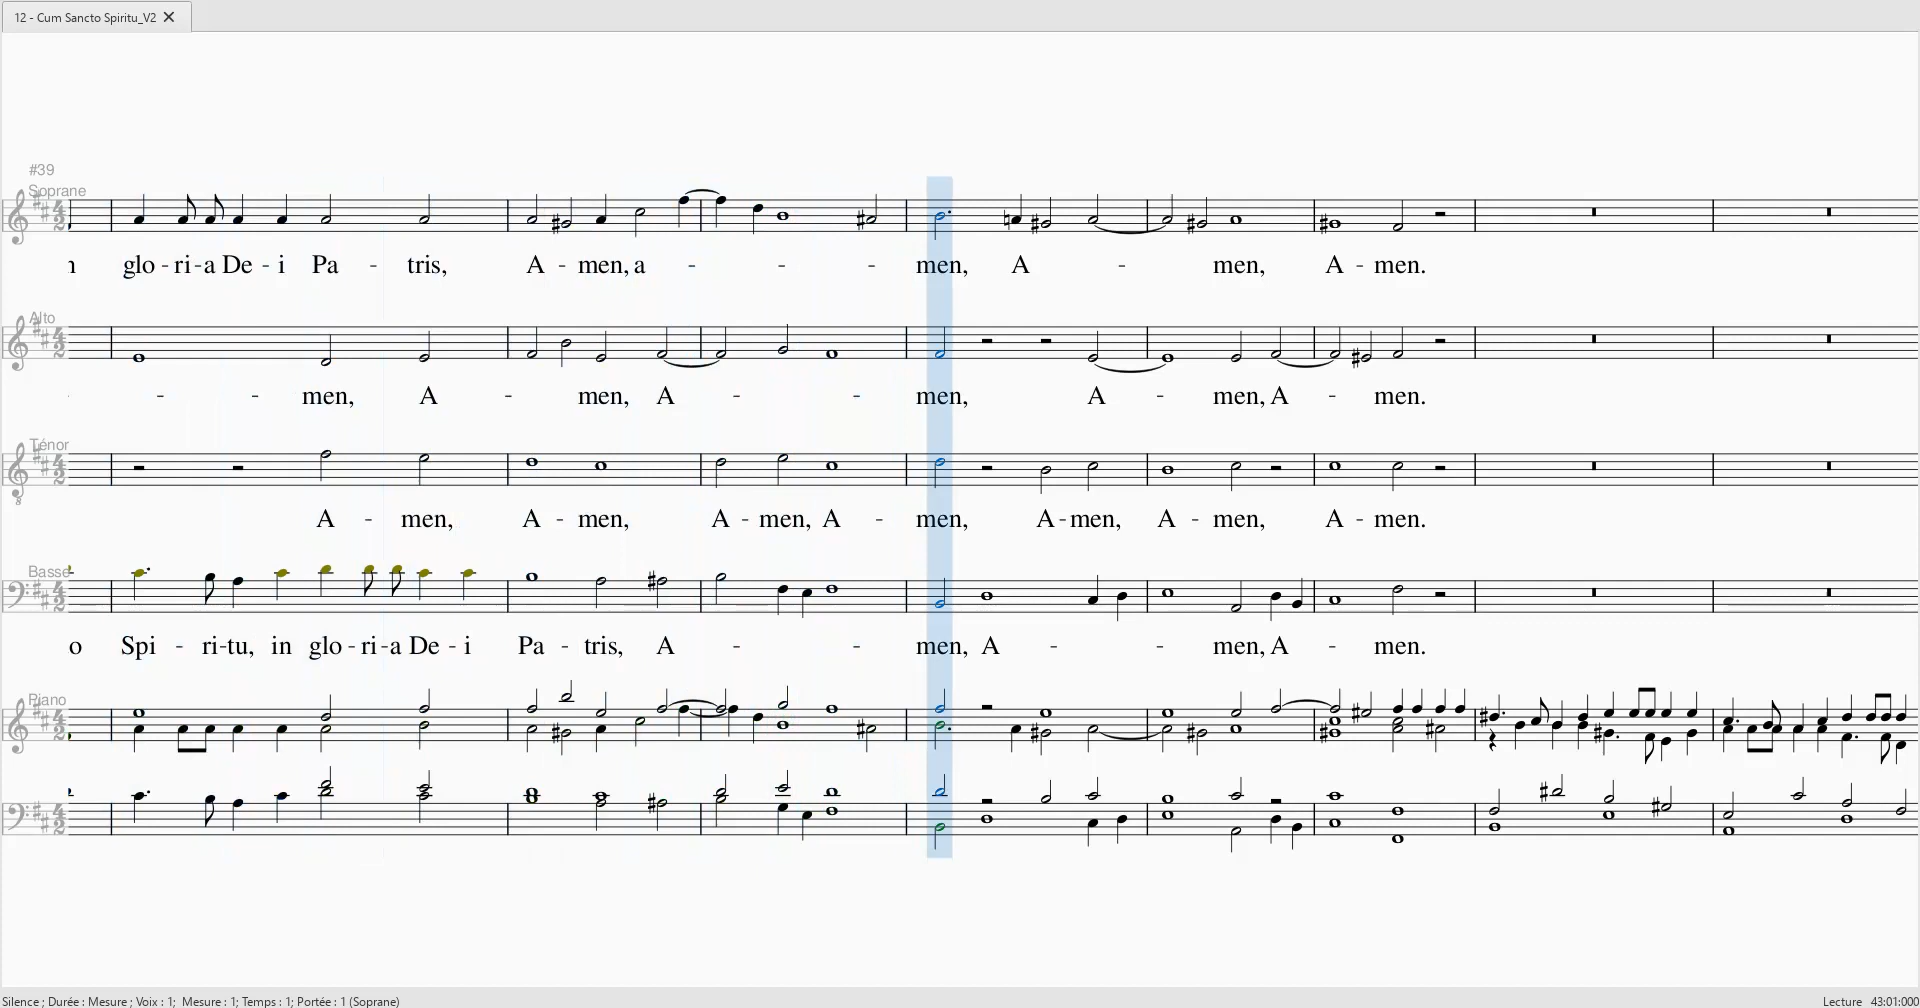 12 - Cum Sancto Spiritu_V2
#39
Soprane
glo - ri - a De - i Pa - tris, A - men, a - - - men, A - men, A - men.
Alto
- - men, A - men, A - - men, A - men, A - men.
Ténor
A - men, A - men, A - men, A - men, A - men, A - men, A - men.
Basse
o Spi - ri - tu, in glo - ri - a De - i Pa - tris, A - - men, A - - men, A - men.
Piano
Silence ; Durée : Mesure ; Voix : 1; Mesure : 1; Temps : 1; Portée : 1 (Soprane)
Lecture 43:01:000